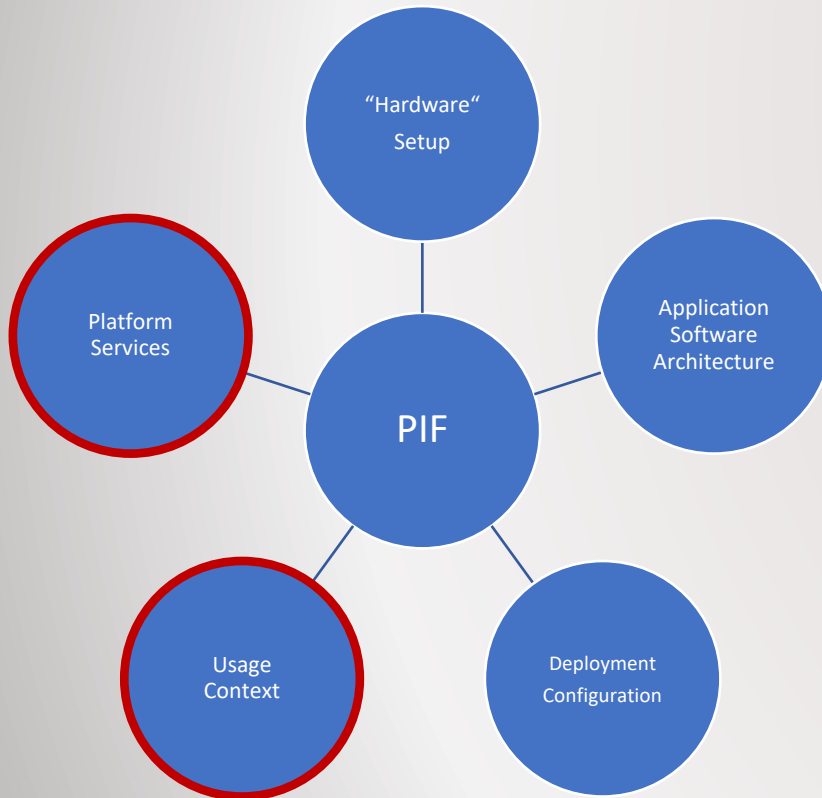 “Hardware“
Setup
Platform
Services
Application
Software
Architecture
PIF
Usage
Context
Deployment
Configuration